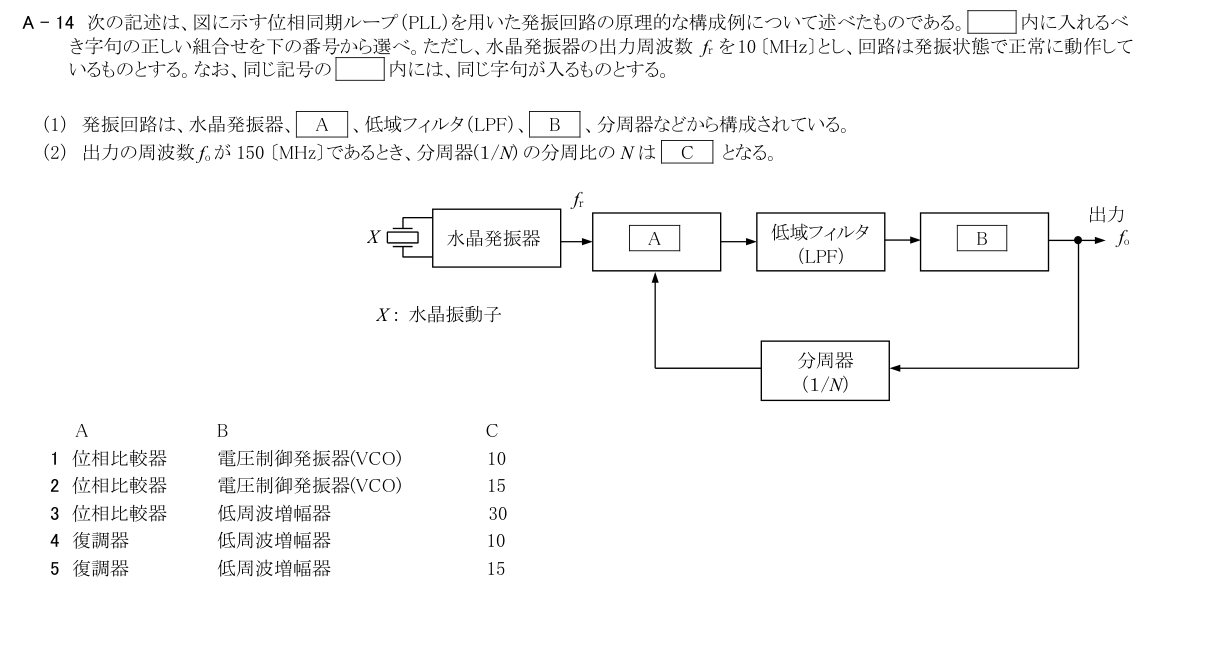 A - 14 次の記述は、図に示す位相同期ループ(PLL)を用いた発振回路の原理的な構成例について述べたものである。 内に入れるべ
き字句の正しい組合せを下の番号から選べ。ただし、水晶発振器の出力周波数 fr を10〔MHz〕とし、回路は発振状態で正常に動作して
いるものとする。なお、同じ記号の 内には、同じ字句が入るものとする。
(1) 発振回路は、水晶発振器、 A 、低域フィルタ(LPF)、 B 、分周器などから構成されている。
(2) 出力の周波数foが 150〔MHz〕であるとき、分周器(1/N) の分周比の N は C となる。
X
水晶発振器
fr
A
低域フィルタ
(LPF)
B
出力
fo
X : 水晶振動子
分周器
(1/N)
A B C
1 位相比較器 電圧制御発振器(VCO) 10
2 位相比較器 電圧制御発振器(VCO) 15
3 位相比較器 低周波増幅器 30
4 復調器 低周波増幅器 10
5 復調器 低周波増幅器 15